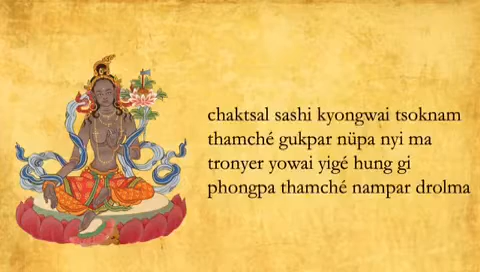 chaktsal sashi kyongwai tsoknam
thamché gukpar nüpa nyi ma
tronyer yowai yigé hung gi
phongpa thamché nampar drolma